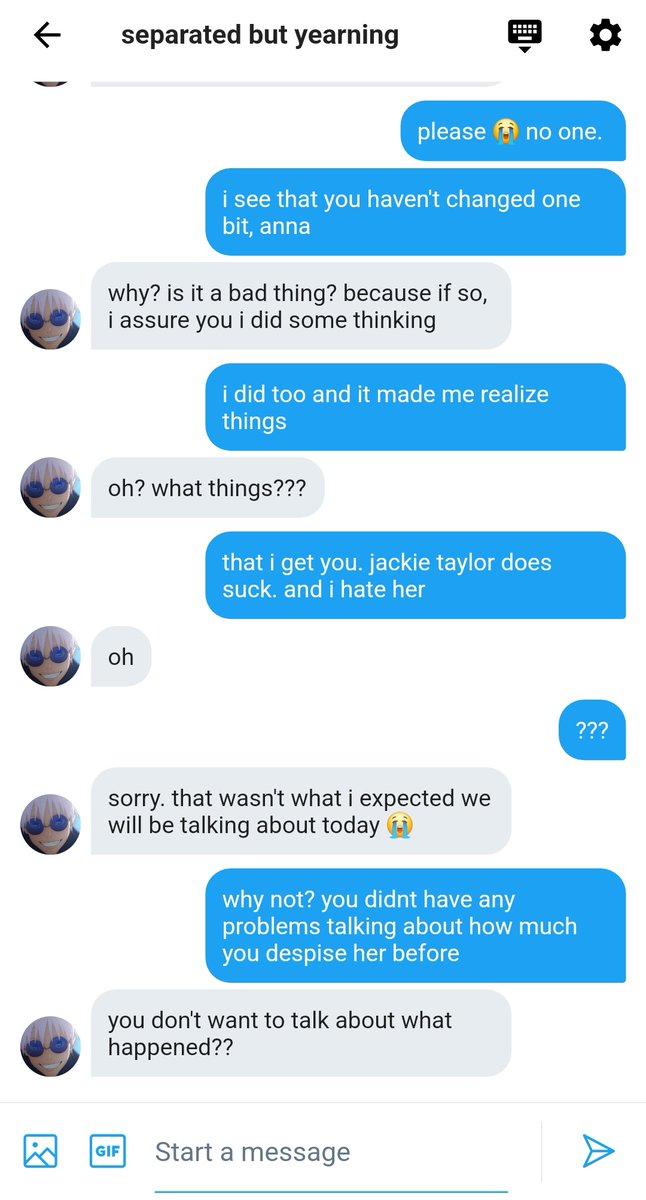 separated but yearning
please 😭 no one.
i see that you haven't changed one
bit, anna
why? is it a bad thing? because if so,
i assure you i did some thinking
i did too and it made me realize
things
oh? what things???
that i get you. jackie taylor does
suck. and i hate her
oh
???
sorry. that wasn't what i expected we
will be talking about today 😭
why not? you didnt have any
problems talking about how much
you despise her before
you don't want to talk about what
happened??
GIF
Start a message